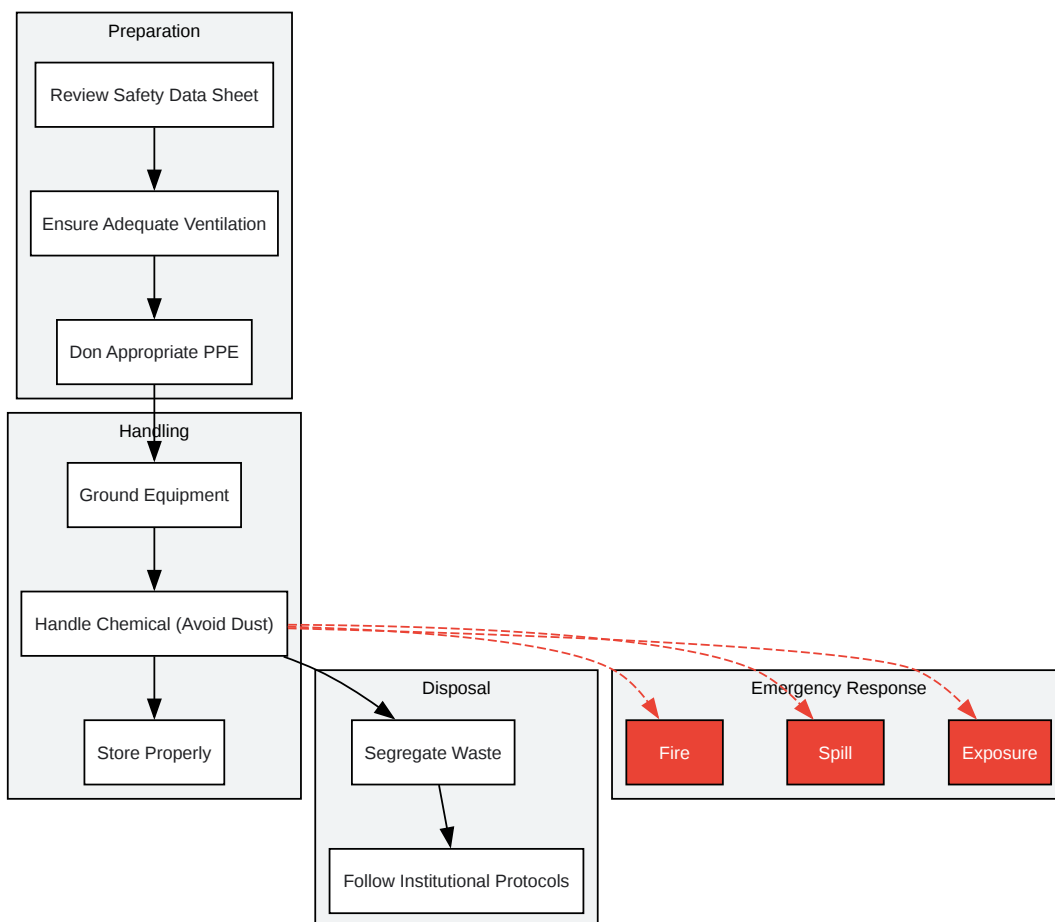 Preparation
Review Safety Data Sheet
Ensure Adequate Ventilation
Don Appropriate PPE
Handling
Ground Equipment
Handle Chemical (Avoid Dust)
Store Properly
Disposal
Segregate Waste
Follow Institutional Protocols
Emergency Response
Fire
Spill
Exposure